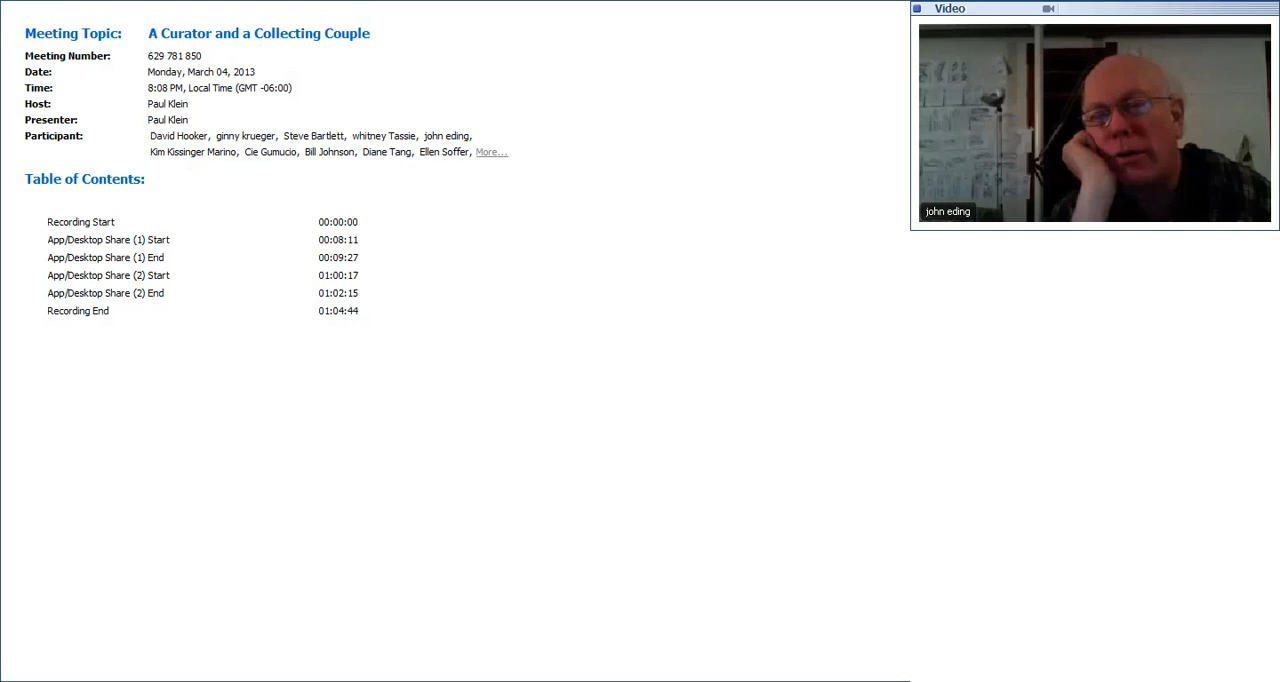 Video
Meeting Topic: A Curator and a Collecting Couple
Meeting Number: 629 781 850
Date: Monday, March 04, 2013
Time: 8:08 PM, Local Time (GMT -06:00)
Host: Paul Klein
Presenter: Paul Klein
Participant: David Hooker, ginny krueger, Steve Bartlett, whitney Tassie, john eding,
Kim Kissinger Marino, Cie Gumucio, Bill Johnson, Diane Tang, Ellen Soffer, More...
Table of Contents:
Recording Start 00:00:00
App/Desktop Share (1) Start 00:08:11
App/Desktop Share (1) End 00:09:27
App/Desktop Share (2) Start 01:00:17
App/Desktop Share (2) End 01:02:15
Recording End 01:04:44
john eding